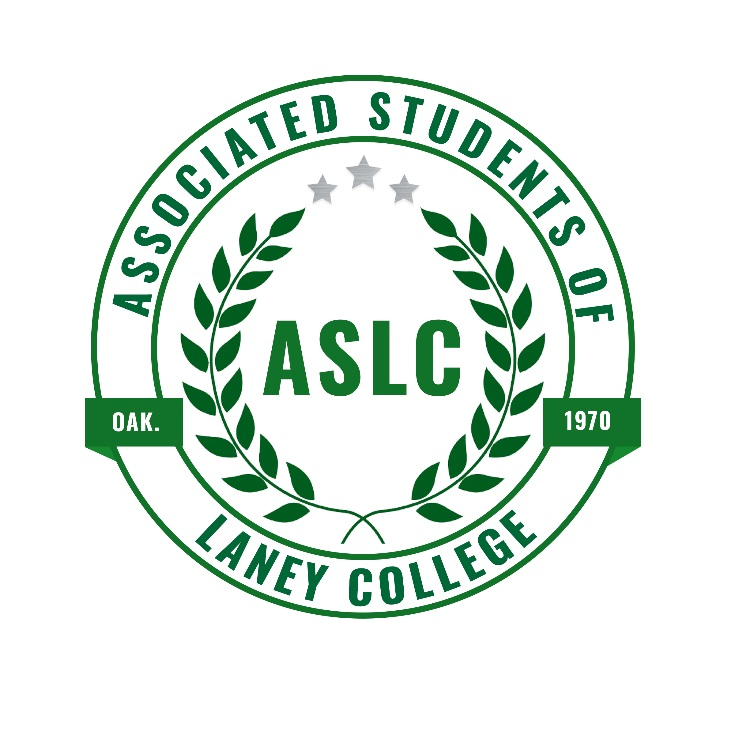 ASSOCIATED STUDENTS OF
ASLC
OAK.
1970
LANEY COLLEGE